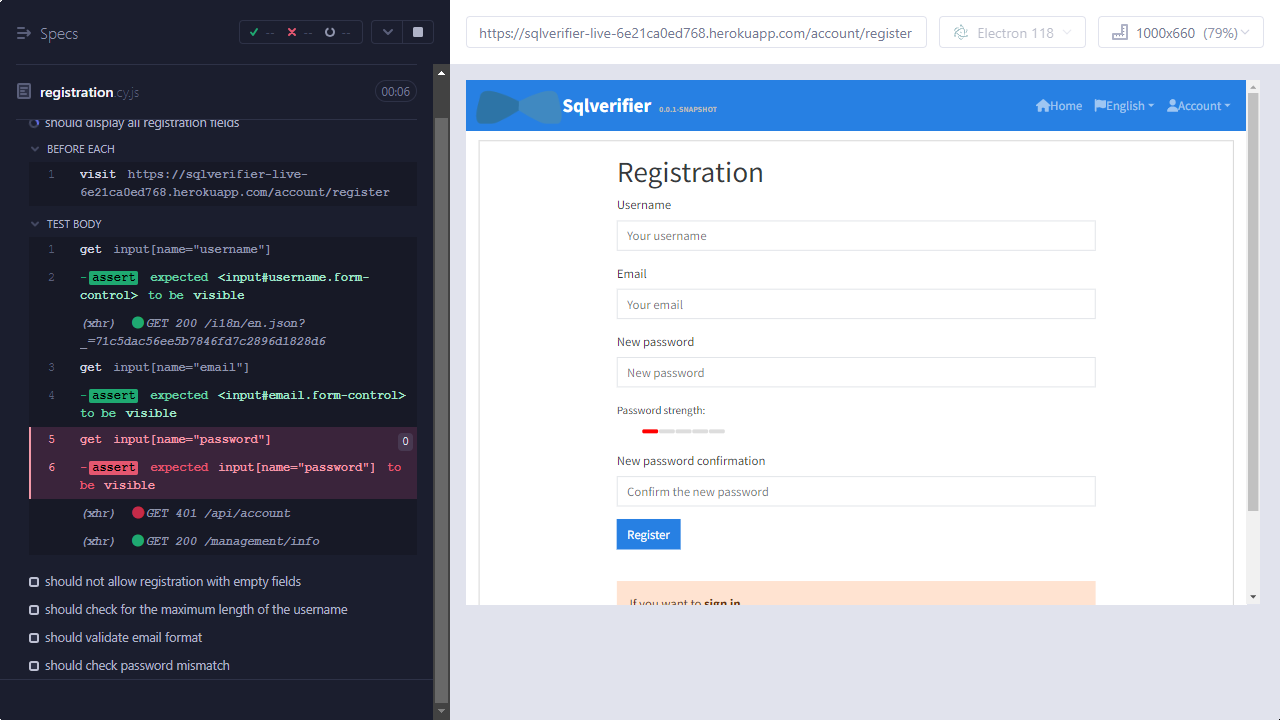 Specs
-- -- --
registration cy.js
00:06
should display all registration fields
BEFORE EACH
1 visit https://sqlverifier-live-
6e21ca0ed768.herokuapp.com/account/register
TEST BODY
1 get input[name="username"]
2 -assert expected <input#username.form-
control> to be visible
(xhr) GET 200 /i18n/en.json?
_=71c5dac56ee5b7846fd7c2896d1828d6
3 get input[name="email"]
4 -assert expected <input#email.form-control>
to be visible
5 get input[name="password"] 0
6 -assert expected input[name="password"] to
be visible
(xhr) GET 401 /api/account
(xhr) GET 200 /management/info
should not allow registration with empty fields
should check for the maximum length of the username
should validate email format
should check password mismatch
https://sqlverifier-live-6e21ca0ed768.herokuapp.com/account/register
Electron 118
1000x660 (79%)
Sqlverifier 0.0.1-SNAPSHOT
Home
English
Account
Registration
Username
Your username
Email
Your email
New password
New password
Password strength:
New password confirmation
Confirm the new password
Register
If you want to sign in